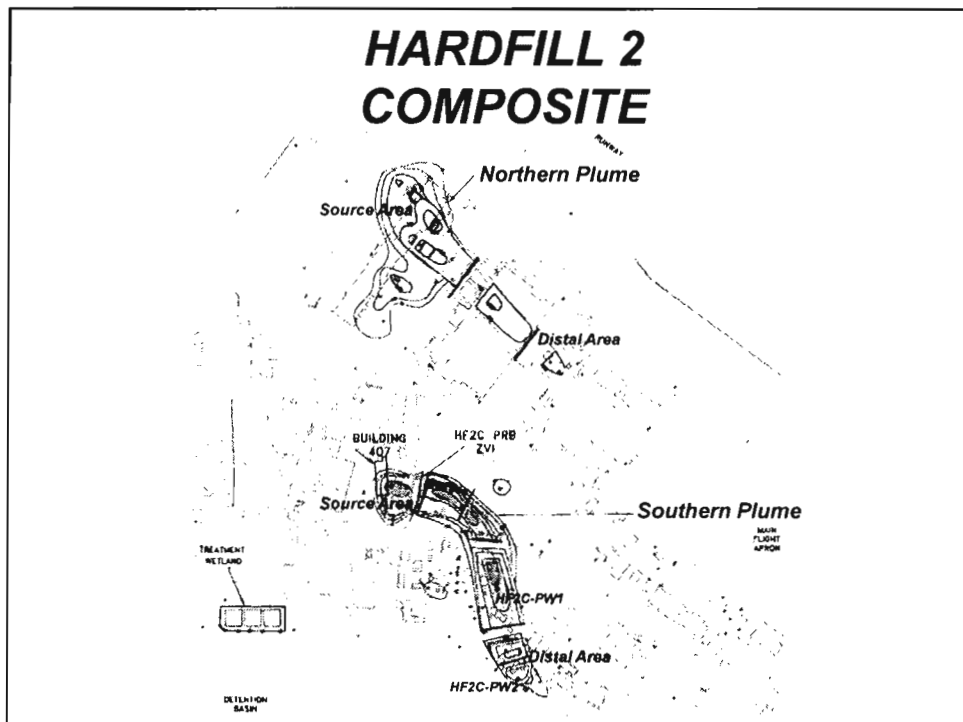 HARDFILL 2
COMPOSITE
RUNWAY
Northern Plume
Source Area
Distal Area
BUILDING
407
HF2C PRB
ZVI
Source Area
Southern Plume
MAIN
FLIGHT
APRON
TREATMENT
WETLAND
HF2C-PW1
Distal Area
HF2C-PW2
DETENTION
BASIN